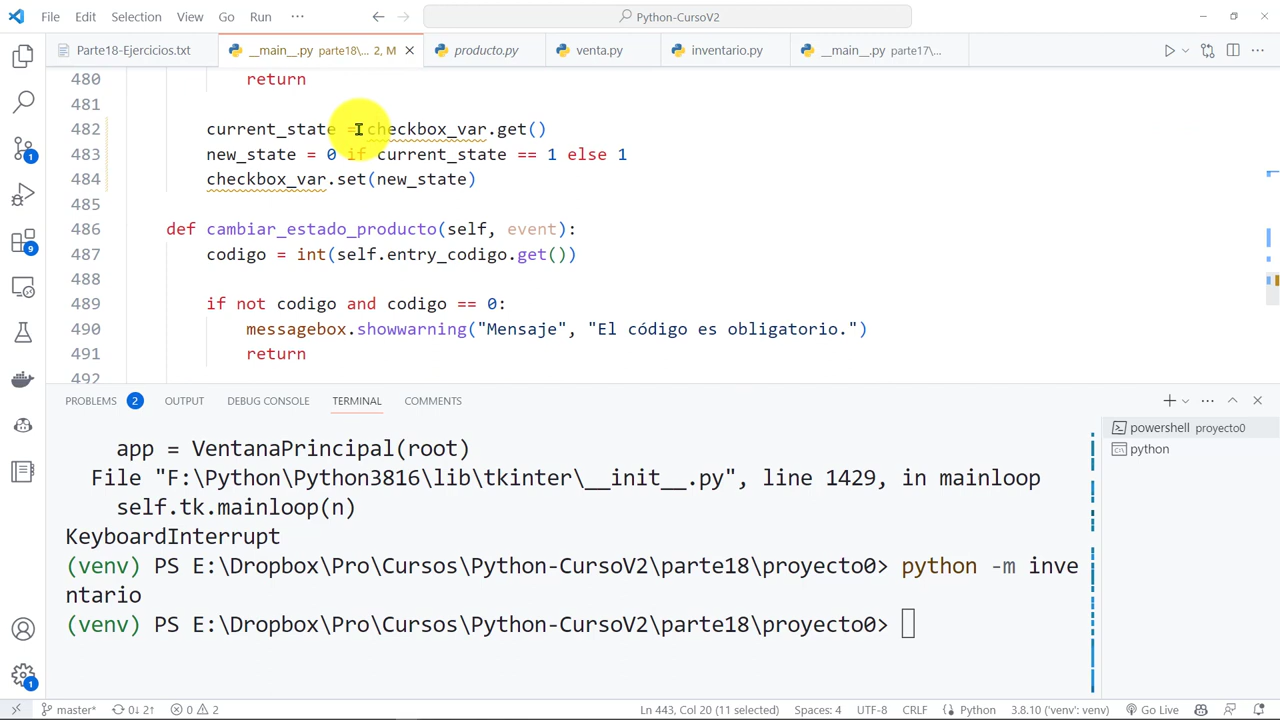 File Edit Selection View Go Run ··· Python-CursoV2
Parte18-Ejercicios.txt __main__.py parte18\... 2, M producto.py venta.py inventario.py __main__.py parte17\...
480 return
481
482 current_state = checkbox_var.get()
483 new_state = 0 if current_state == 1 else 1
484 checkbox_var.set(new_state)
485
486 def cambiar_estado_producto(self, event):
487 codigo = int(self.entry_codigo.get())
488
489 if not codigo and codigo == 0:
490 messagebox.showwarning("Mensaje", "El código es obligatorio.")
491 return
492
PROBLEMS 2 OUTPUT DEBUG CONSOLE TERMINAL COMMENTS
app = VentanaPrincipal(root)
File "F:\Python\Python3816\lib\tkinter\__init__.py", line 1429, in mainloop
self.tk.mainloop(n)
KeyboardInterrupt
(venv) PS E:\Dropbox\Pro\Cursos\Python-CursoV2\parte18\proyecto0> python -m inve
ntario
(venv) PS E:\Dropbox\Pro\Cursos\Python-CursoV2\parte18\proyecto0>
powershell proyecto0
python
1
9
1
master* 0↓ 2↑ 0 2 Ln 443, Col 20 (11 selected) Spaces: 4 UTF-8 CRLF Python 3.8.10 ('venv': venv) Go Live